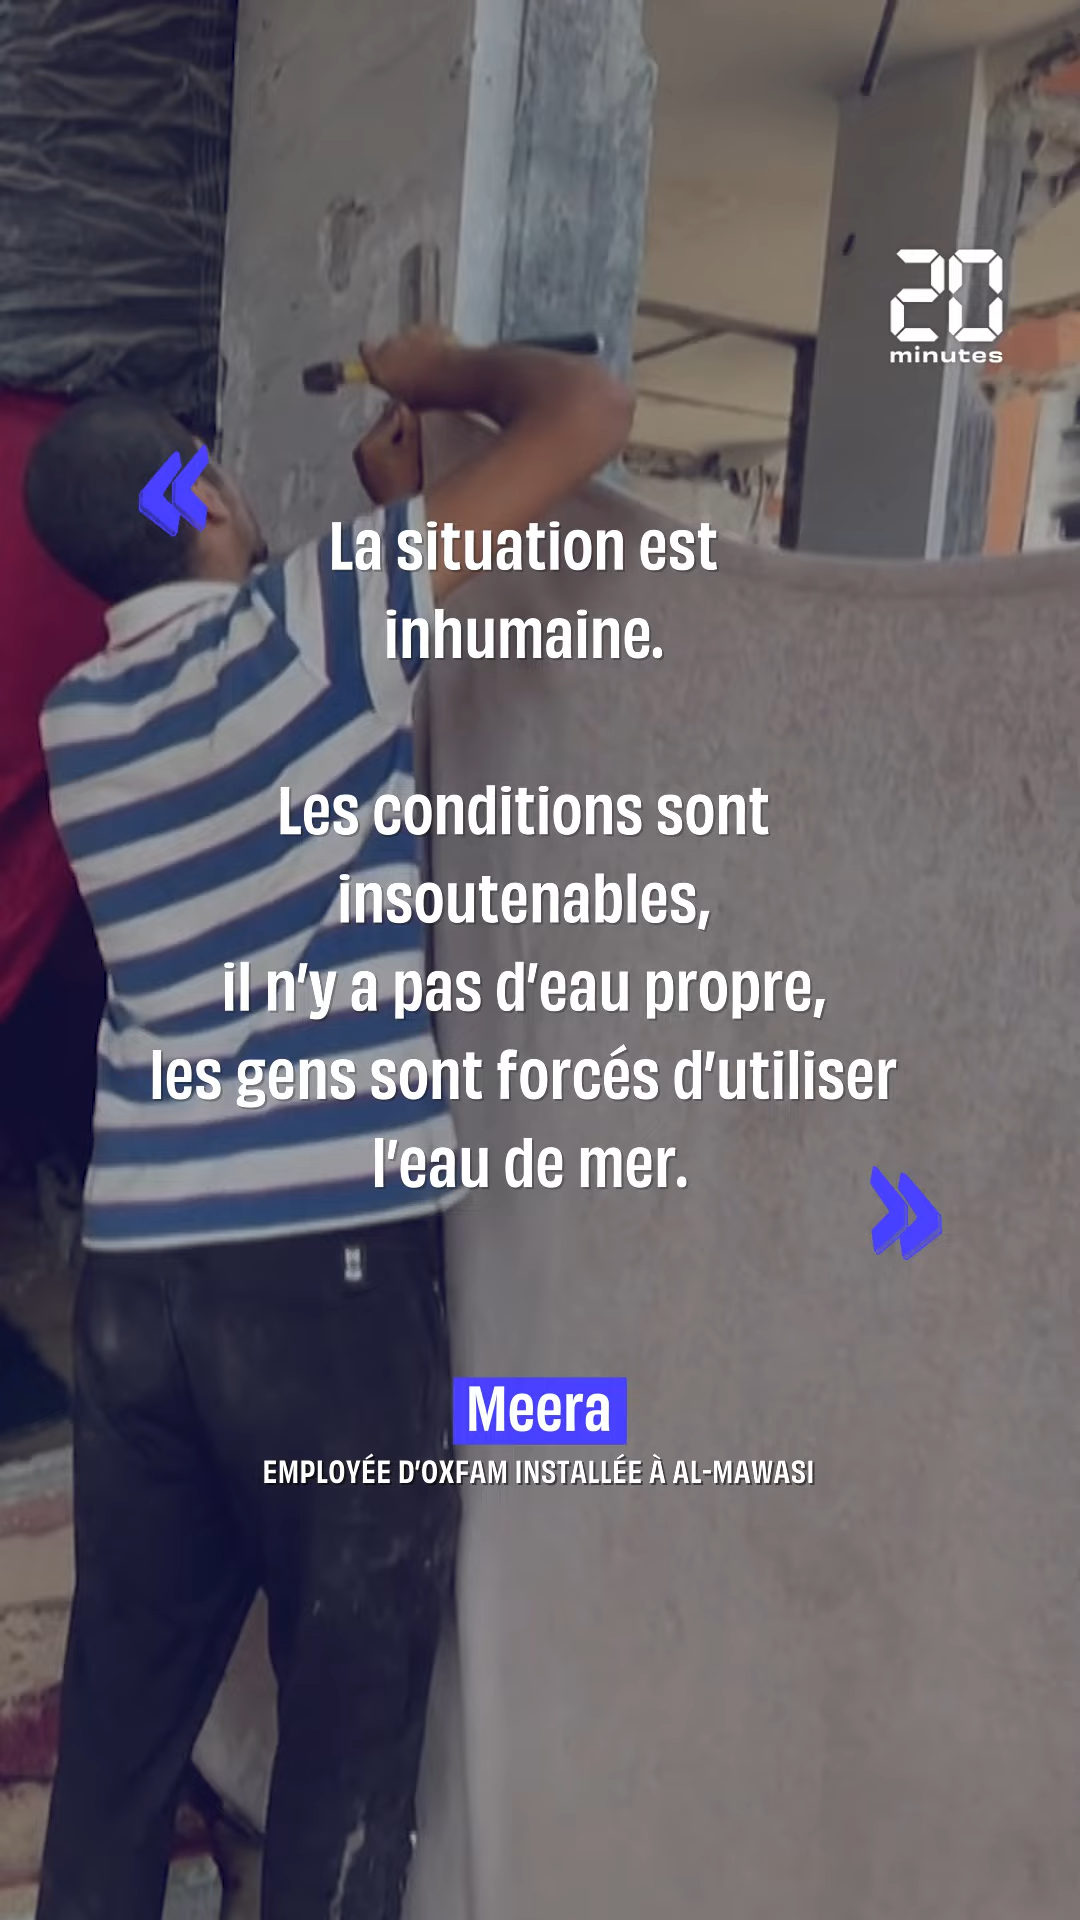 20
minutes
«
La situation est
inhumaine.
Les conditions sont
insoutenables,
il n’y a pas d’eau propre,
les gens sont forcés d’utiliser
l’eau de mer.
»
Meera
EMPLOYÉE D’OXFAM INSTALLÉE À AL-MAWASI